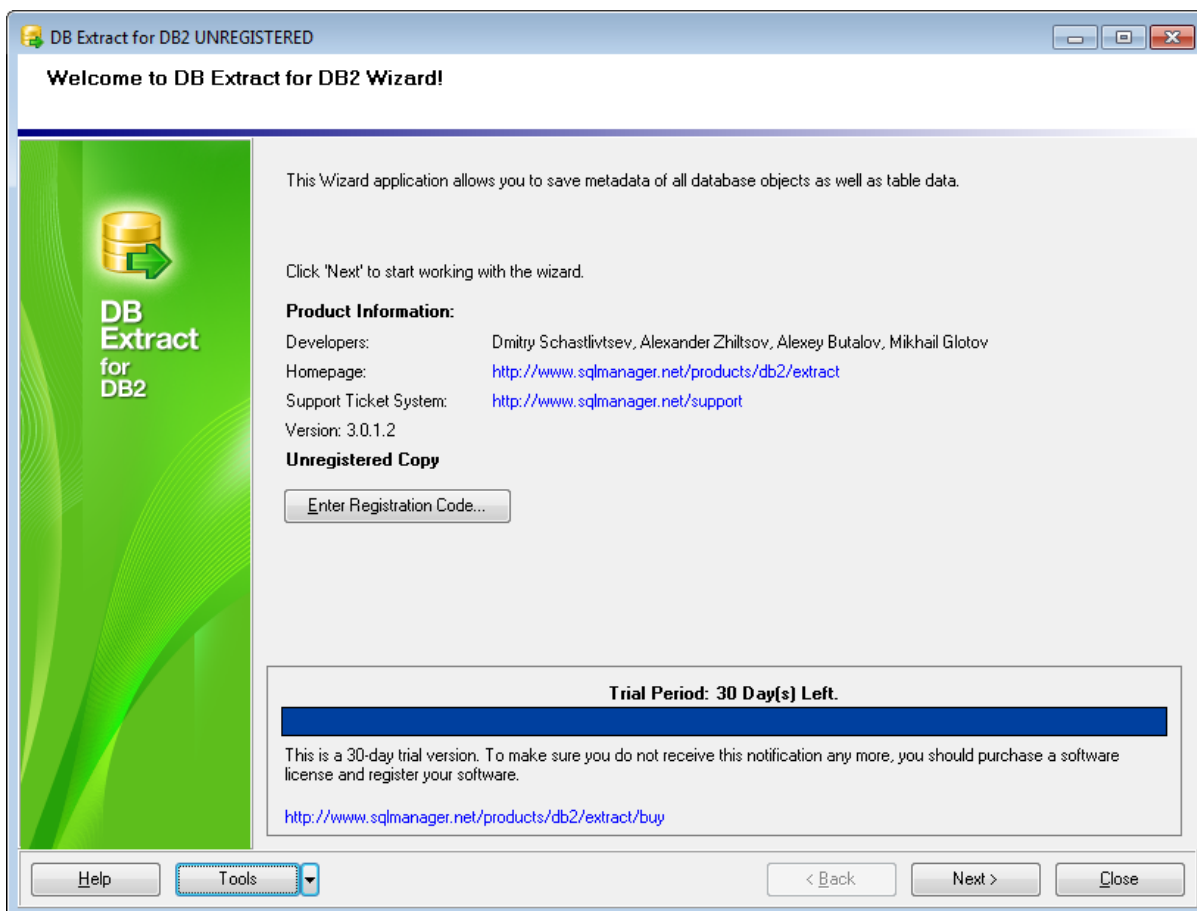 DB Extract for DB2 UNREGISTERED
Welcome to DB Extract for DB2 Wizard!
DB
Extract
for
DB2
This Wizard application allows you to save metadata of all database objects as well as table data.
Click 'Next' to start working with the wizard.
Product Information:
Developers: Dmitry Schastlivtsev, Alexander Zhiltsov, Alexey Butalov, Mikhail Glotov
Homepage: http://www.sqlmanager.net/products/db2/extract
Support Ticket System: http://www.sqlmanager.net/support
Version: 3.0.1.2
Unregistered Copy
Enter Registration Code...
Trial Period: 30 Day(s) Left.
This is a 30-day trial version. To make sure you do not receive this notification any more, you should purchase a software
license and register your software.
http://www.sqlmanager.net/products/db2/extract/buy
Help Tools < Back Next > Close